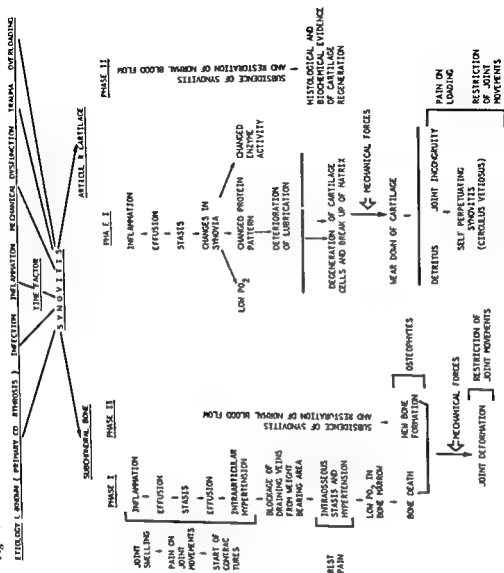 ETIOLOGY
( PRIMARY
INFECTION
INFLAMMATION
MECHANICAL DYSFUNCTION
TRAUMA
OVERLOADING
TIME FACTOR
SYNOVITIS
SUBCHONDRAL BONE
PHASE I
INFLAMMATION
EFFUSION
STASIS
EFFUSION
INTRAARTICULAR
HYPERTENSION
BLOCKAGE OF
DRAINING VEINS
FROM WEIGHT
BEARING AREA
INTRAOSSEOUS
STASIS AND
HYPERTENSION
LOW PO2 IN
BONE MORROW
BONE DEATH
JOINT
SWELLING
PAIN ON
JOINT
MOVEMENTS
START OF
CONTRAC
TURES
REST
PAIN
PHASE II
SUBSIDENCE OF SYNOVITIS
AND RESTORATION OF NORMAL BLOOD FLOW
NEW BONE
FORMATION
OSTEOPHYTES
MECHANICAL FORCES
JOINT DEFORMATION
RESTRICTION OF
JOINT MOVEMENTS
ARTICUL R CARTILAGE
PHA E I
INFLAMMATION
EFFUSION
STASIS
CHANGES IN
SYNOVIA
LOW PO2
CHANGED PROTEIN
PATTERN
CHANGED
ENZYME
ACTIVITY
DETERIORATION
OF LUBRICATION
DEGENERATION OF CARTILAGE
CELLS AND BREAK UP OF MATRIX
MECHANICAL FORCES
WEAR DOWN OF CARTILAGE
DETRITUS
JOINT INCONGRUITY
SELF PERPETUATING
SYNOVITIS
(CIRCULUS VITIOSUS)
PHASE II
SUBSIDENCE OF SYNOVITIS
AND RESTORATION OF NORMAL BLOOD FLOW
HISTOLOGICAL AND
BIOCHEMICAL EVIDENCE
OF CARTILAGE
REGENERATION
PAIN ON
LOADING
RESTRICTION
OF JOINT
MOVEMENTS